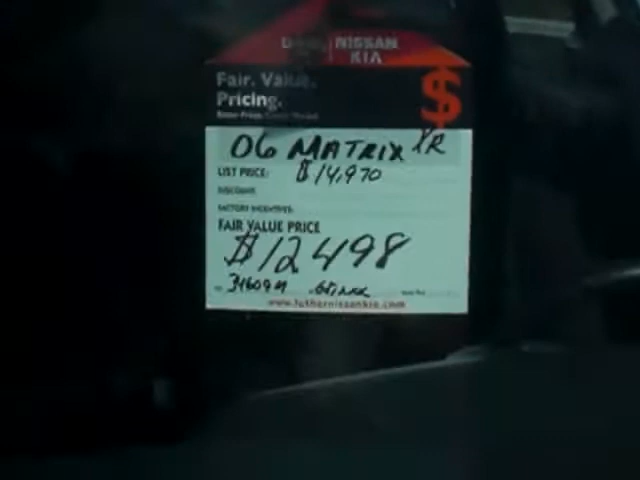 NISSAN
KIA
Fair. Value.
Pricing.
$
06 MATRIX XR
LIST PRICE: $14,970
DISCOUNT:
FACTORY INCENTIVES:
FAIR VALUE PRICE
$12498
www.luthernissankia.com